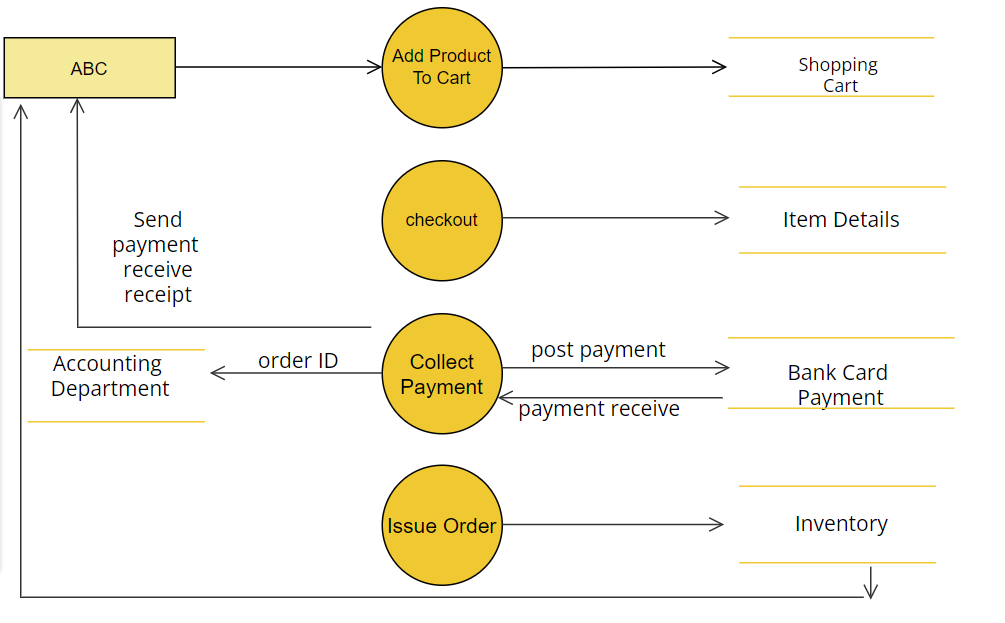 ABC
Add Product
To Cart
Shopping
Cart
checkout
Item Details
Send
payment
receive
receipt
Accounting
Department
order ID
Collect
Payment
post payment
payment receive
Bank Card
Payment
Issue Order
Inventory